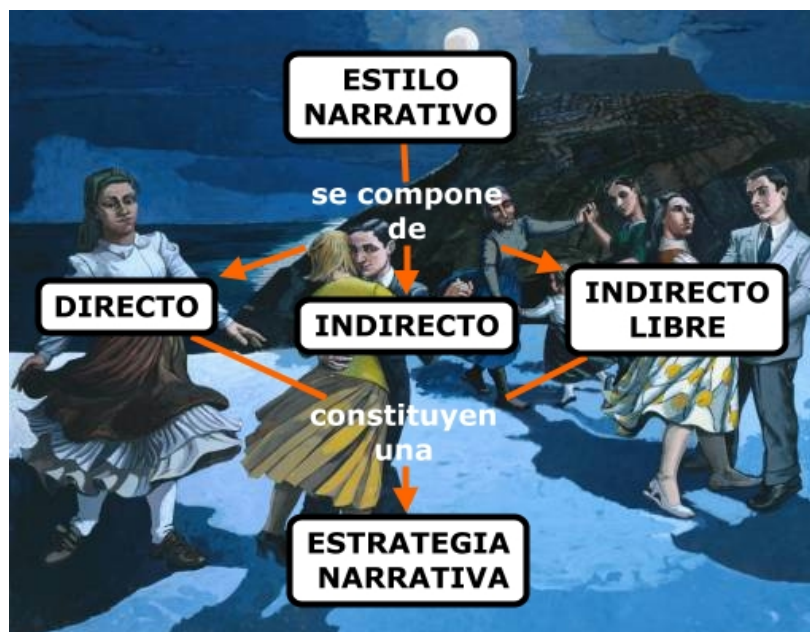 ESTILO
NARRATIVO
se compone
de
DIRECTO
INDIRECTO
INDIRECTO
LIBRE
constituyen
una
ESTRATEGIA
NARRATIVA